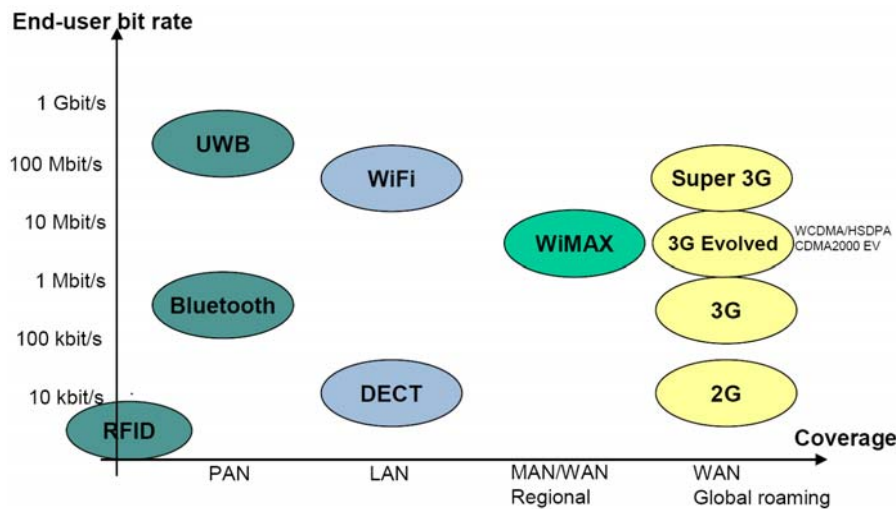 End-user bit rate
1 Gbit/s
UWB
100 Mbit/s
WiFi
Super 3G
10 Mbit/s
WiMAX
3G Evolved
WCDMA/HSDPA
CDMA2000 EV
1 Mbit/s
Bluetooth
3G
100 kbit/s
10 kbit/s
DECT
2G
RFID
Coverage
PAN
LAN
MAN/WAN
Regional
WAN
Global roaming